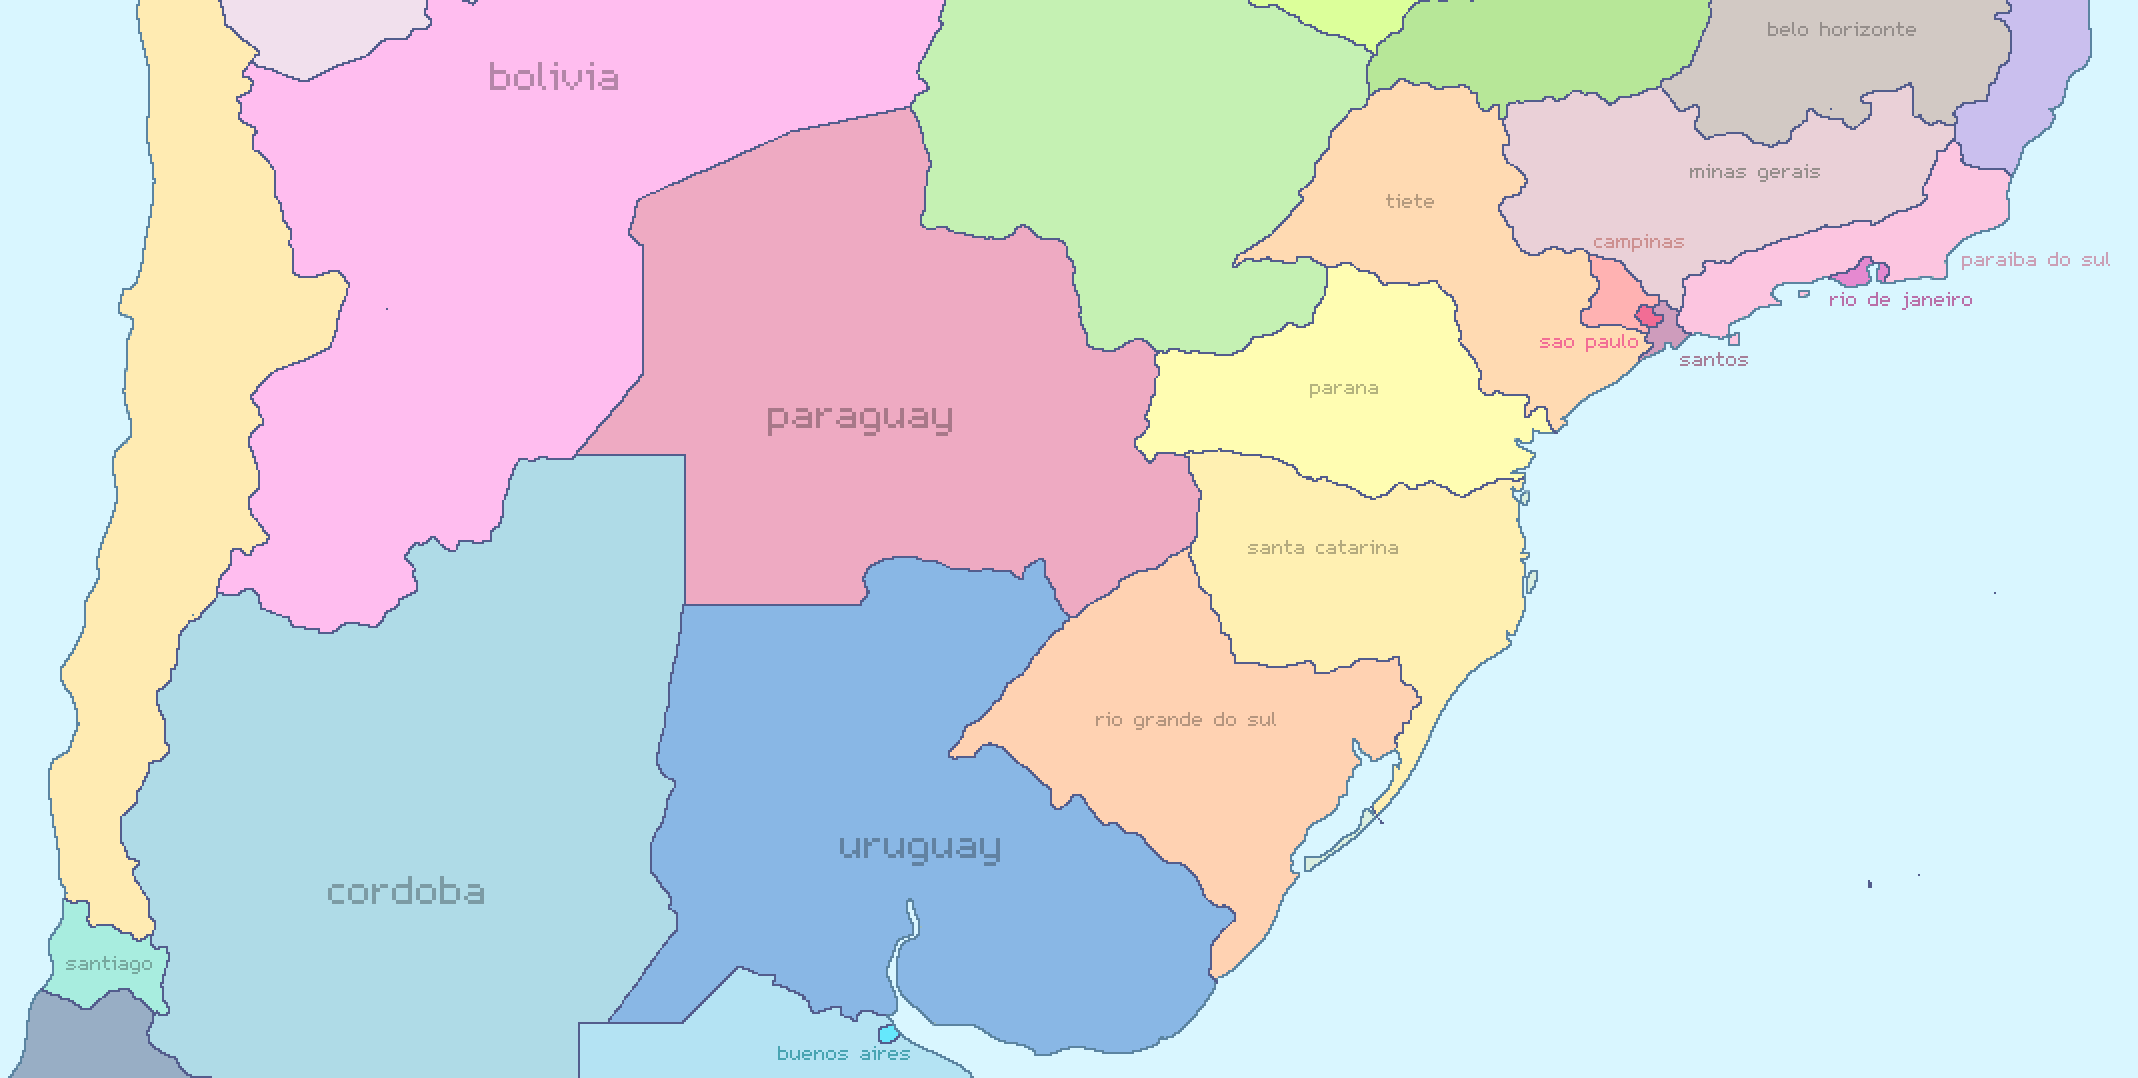 belo horizonte
bolivia
minas gerais
tiete
campinas
paraiba do sul
rio de janeiro
sao paulo
santos
parana
paraguay
santa catarina
rio grande do sul
uruguay
cordoba
santiago
buenos aires